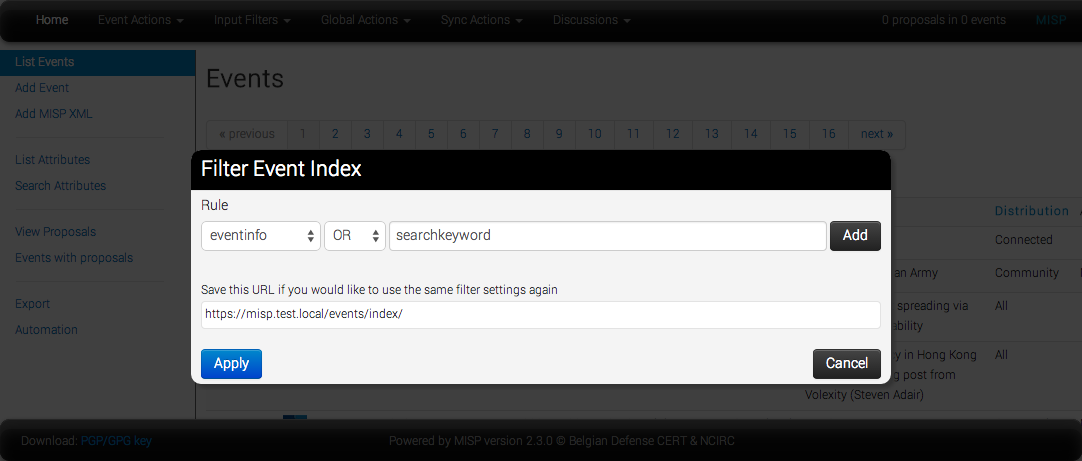 Home Event Actions Input Filters Global Actions Sync Actions Discussions 0 proposals in 0 events MISP
List Events
Add Event
Add MISP XML
List Attributes
Search Attributes
View Proposals
Events with proposals
Export
Automation
Events
« previous 1 2 3 4 5 6 7 8 9 10 11 12 13 14 15 16 next »
Filter Event Index
Rule
eventinfo OR searchkeyword Add
Save this URL if you would like to use the same filter settings again
https://misp.test.local/events/index/
Apply Cancel
Distribution
Connected
an Army Community
spreading via All
ability
y in Hong Kong All
g post from
Volexity (Steven Adair)
Download: PGP/GPG key Powered by MISP version 2.3.0 © Belgian Defense CERT & NCIRC